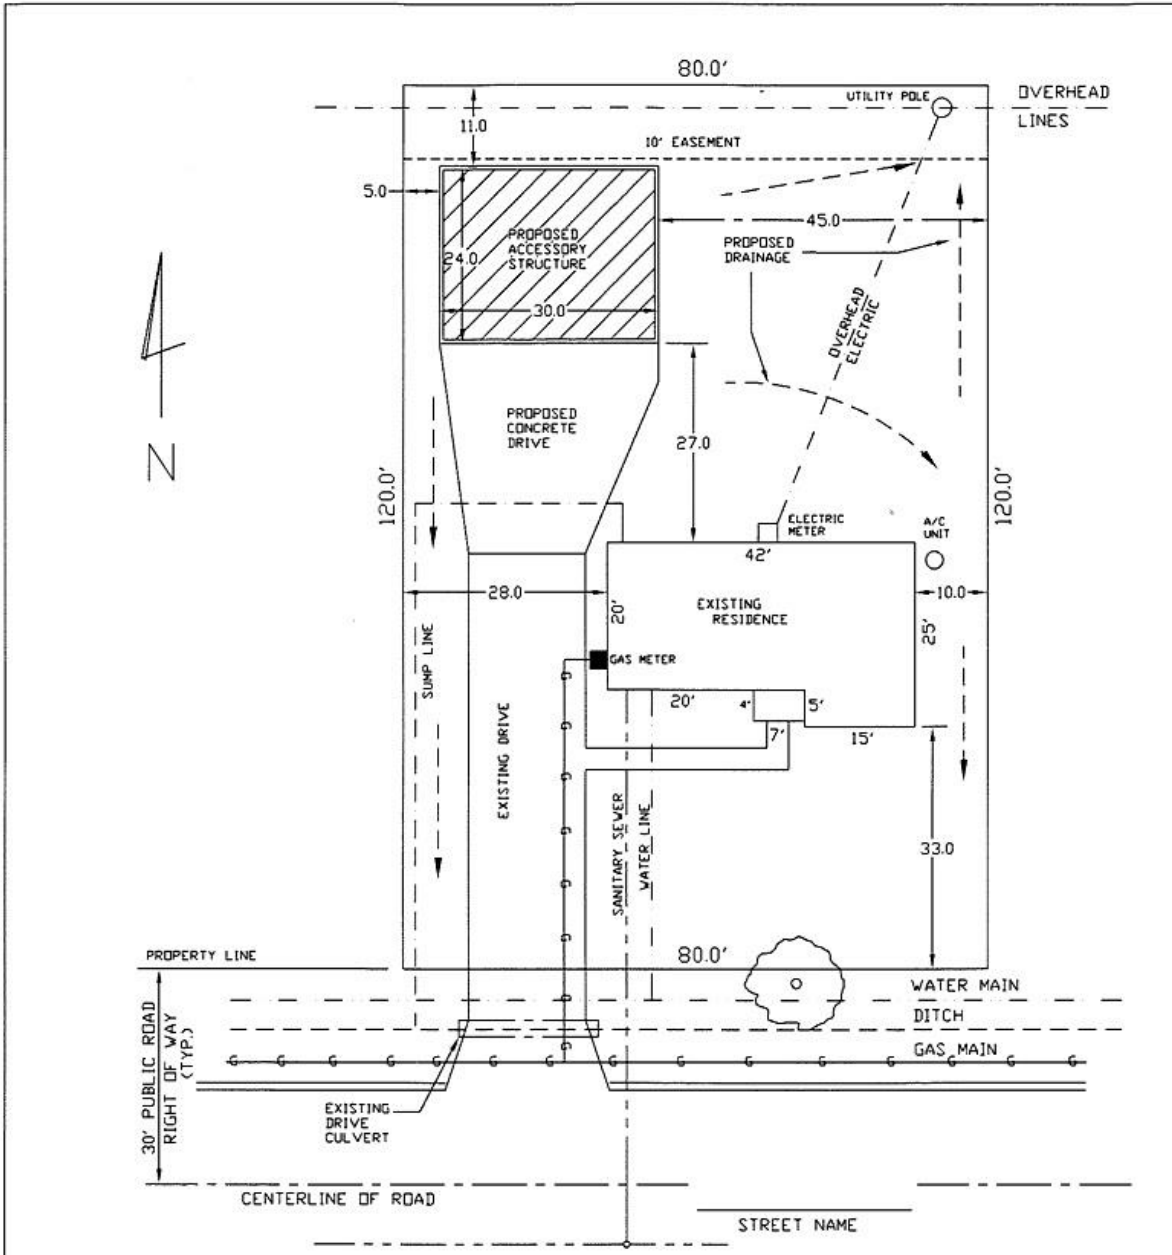 80.0'
UTILITY POLE
OVERHEAD
LINES
11.0
10' EASEMENT
5.0
45.0
PROPOSED
ACCESSORY
STRUCTURE
24.0
PROPOSED
DRAINAGE
30.0
OVERHEAD
ELECTRIC
PROPOSED
CONCRETE
DRIVE
27.0
N
120.0'
120.0'
ELECTRIC
METER
A/C
UNIT
42'
28.0
10.0
EXISTING
RESIDENCE
20'
25'
SUMP LINE
GAS METER
G
20'
4'
5'
G
7'
15'
EXISTING DRIVE
G
G
SANITARY SEWER
WATER LINE
33.0
G
G
PROPERTY LINE
80.0'
G
WATER MAIN
DITCH
G
GAS MAIN
G G G G G G G G G G G G
30' PUBLIC ROAD
RIGHT OF WAY
(TYP.)
EXISTING
DRIVE
CULVERT
CENTERLINE OF ROAD
STREET NAME